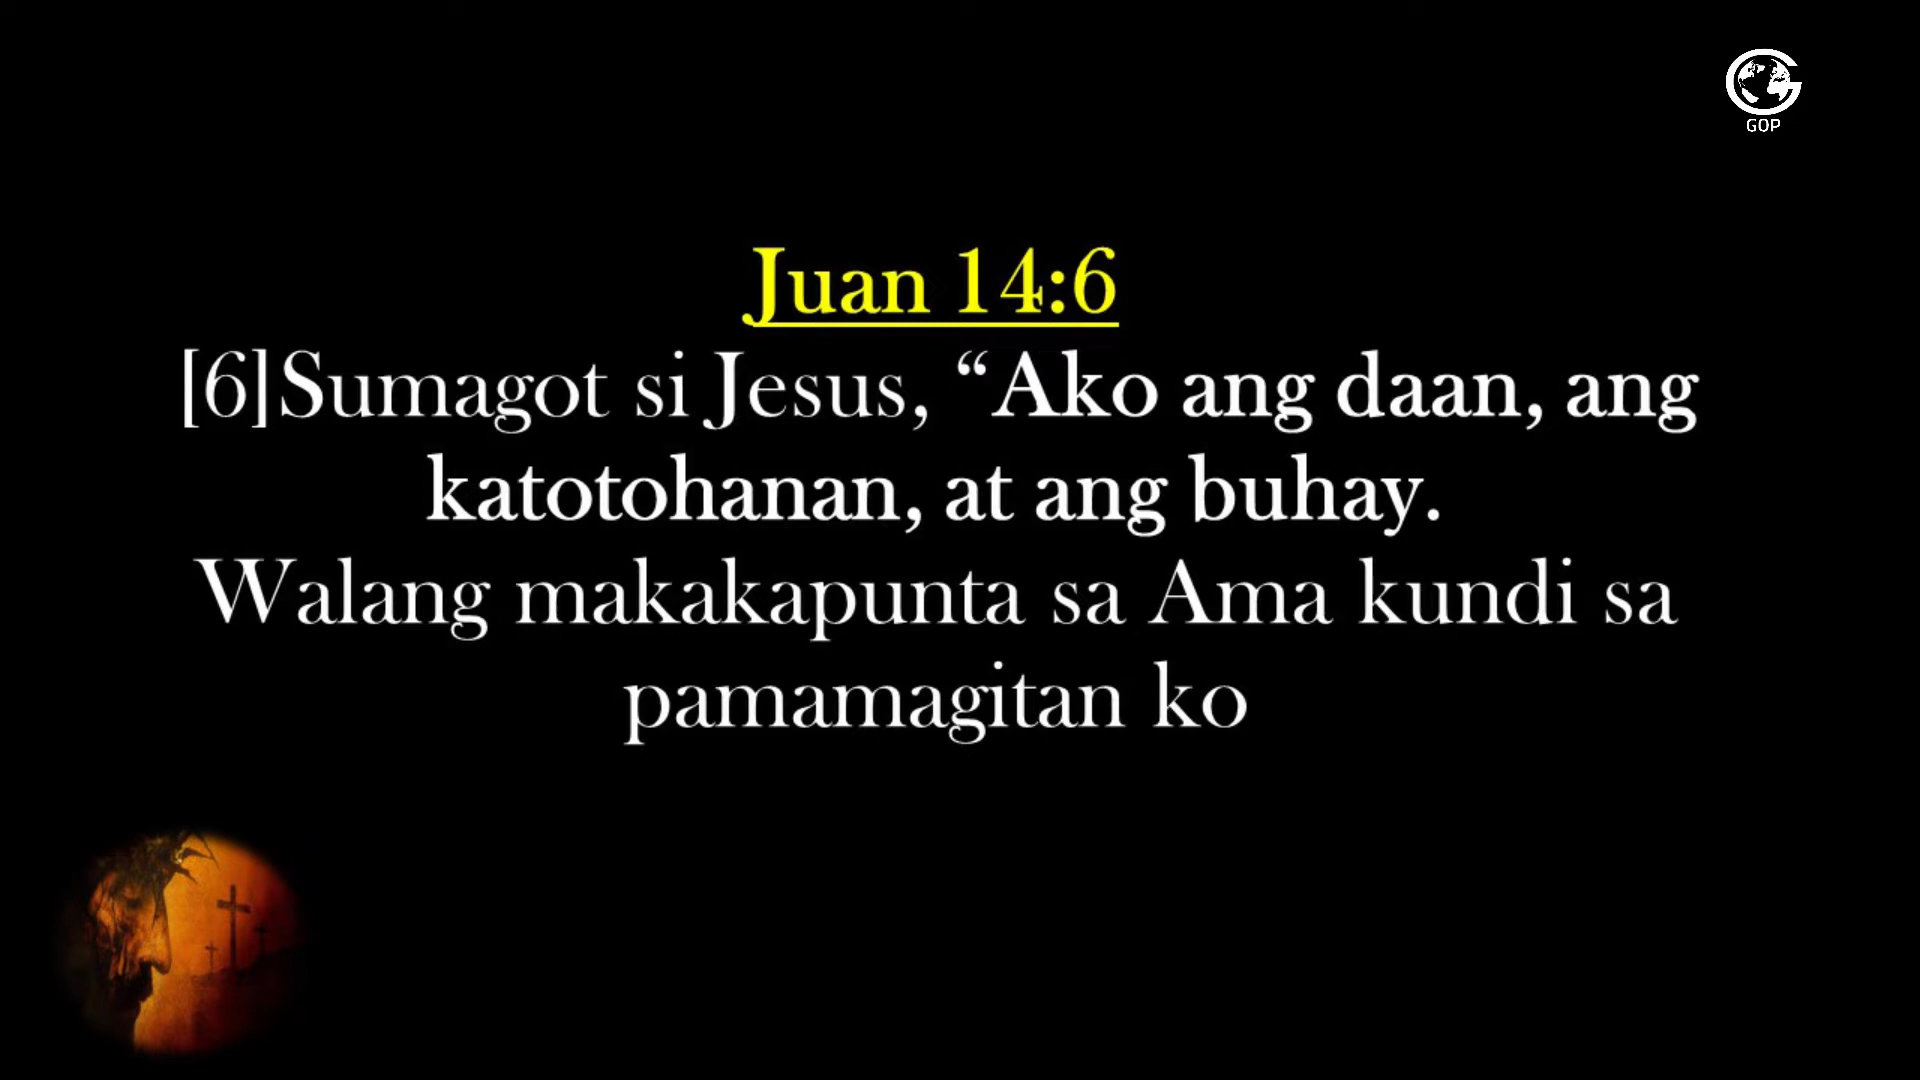 GOP
Juan 14:6
[6]Sumagot si Jesus, “Ako ang daan, ang
katotohanan, at ang buhay.
Walang makakapunta sa Ama kundi sa
pamamagitan ko